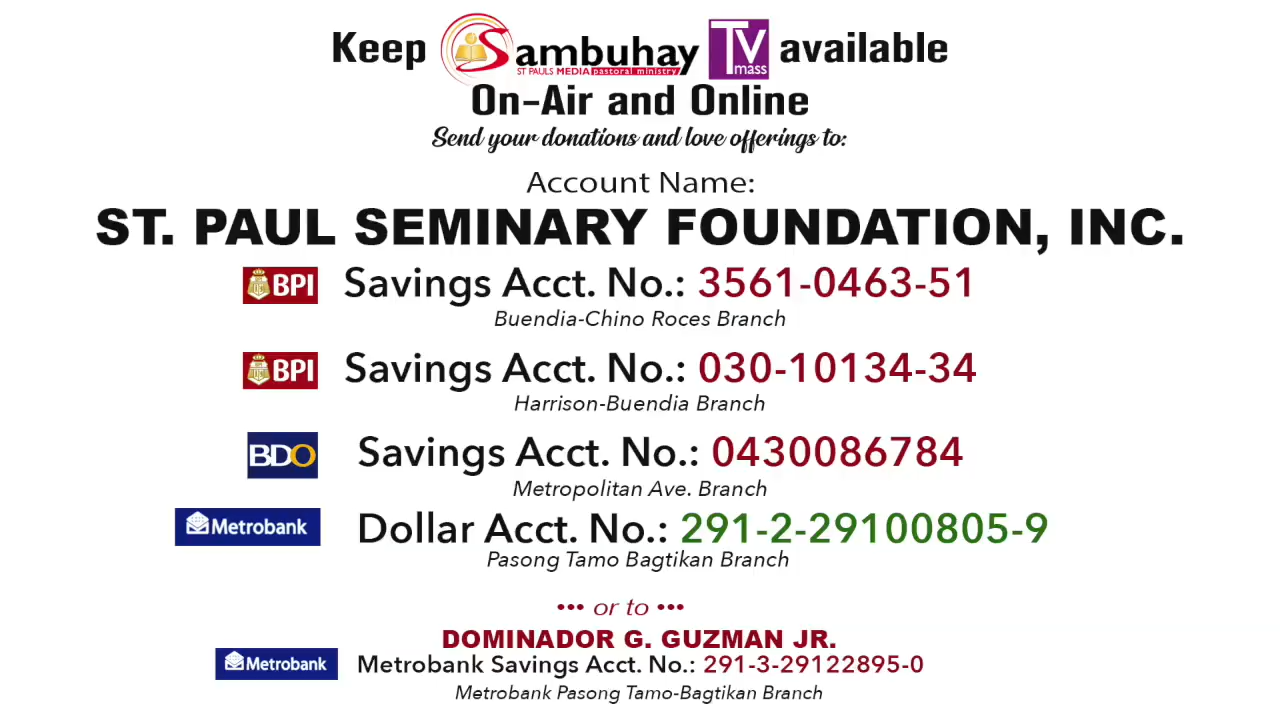 Keep Sambuhay TV mass available
ST PAULS MEDIA pastoral ministry
On-Air and Online
Send your donations and love offerings to:
Account Name:
ST. PAUL SEMINARY FOUNDATION, INC.
BPI Savings Acct. No.: 3561-0463-51
Buendia-Chino Roces Branch
BPI Savings Acct. No.: 030-10134-34
Harrison-Buendia Branch
BDO Savings Acct. No.: 0430086784
Metropolitan Ave. Branch
Metrobank Dollar Acct. No.: 291-2-29100805-9
Pasong Tamo Bagtikan Branch
••• or to •••
DOMINADOR G. GUZMAN JR.
Metrobank Metrobank Savings Acct. No.: 291-3-29122895-0
Metrobank Pasong Tamo-Bagtikan Branch